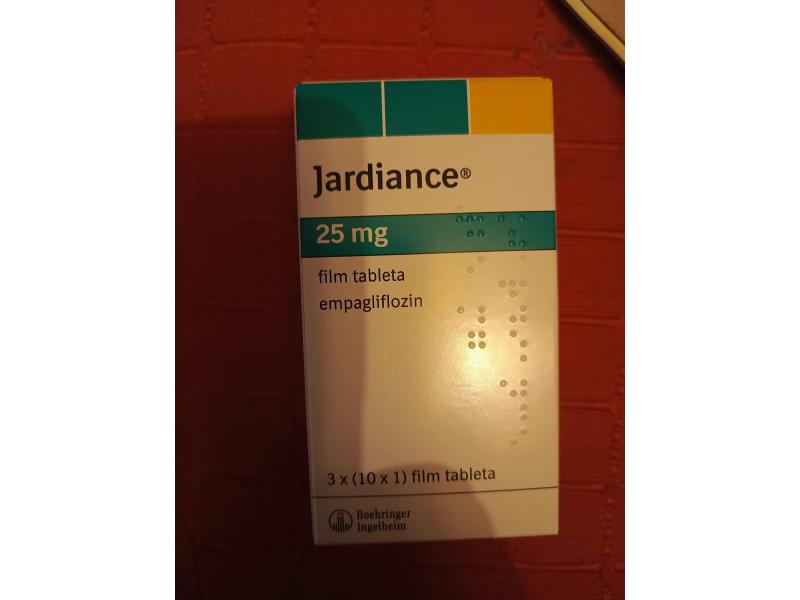 Jardiance®
25 mg
film tableta
empagliflozin
3 x (10 x 1) film tableta
Boehringer
Ingelheim